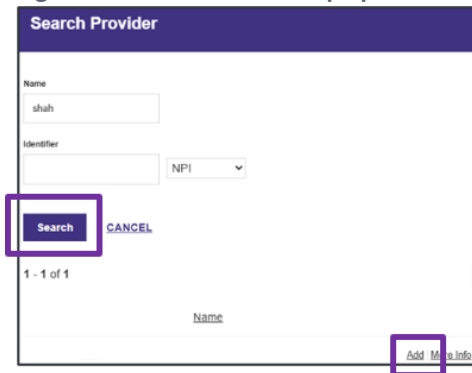 Search Provider
Name
shah
Identifier
NPI
Search CANCEL
1 - 1 of 1
Name
Add More Info